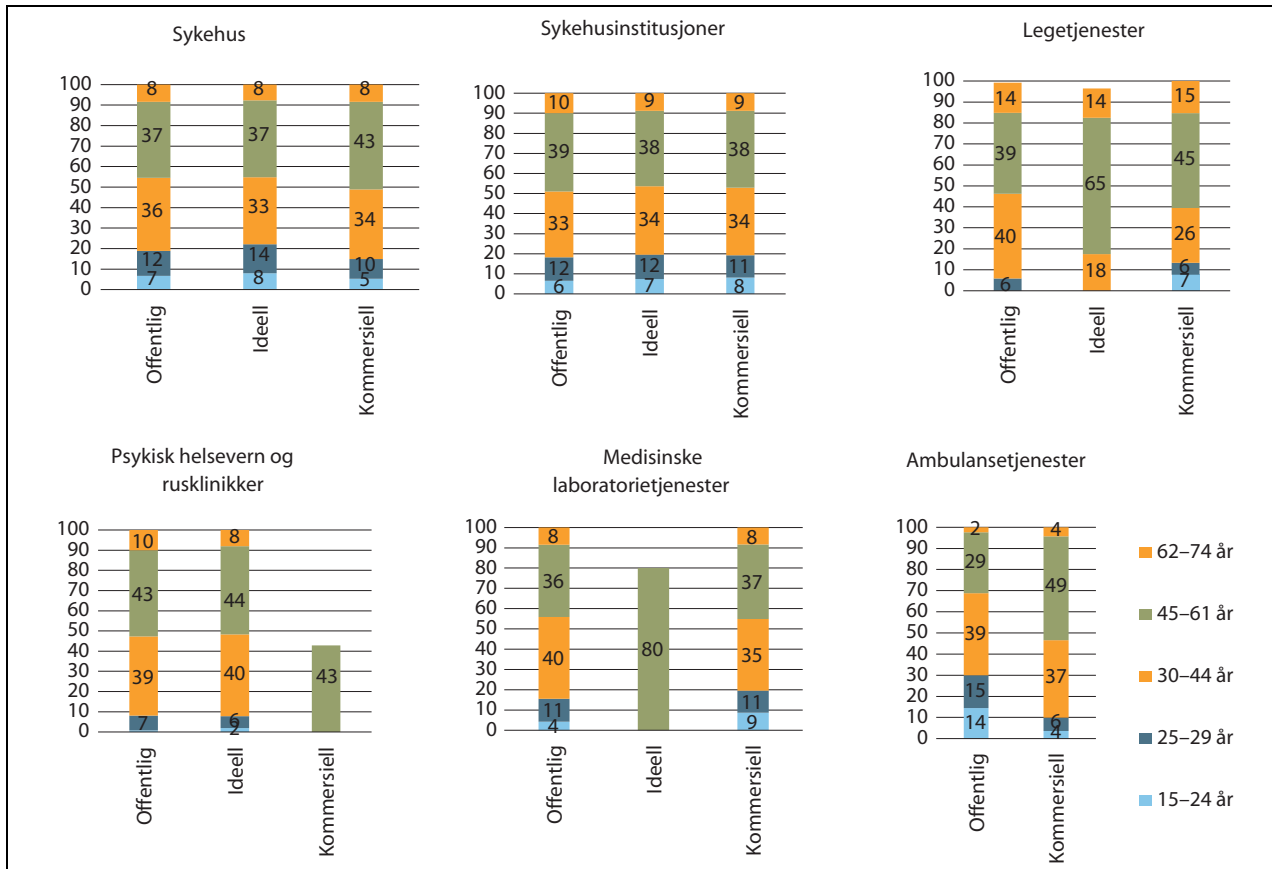 Sykehus
100
90
80
70
60
50
40
30
20
10
0
8 8 8
37 37 43
36 33 34
12 14 10
7 8 5
Offentlig
Ideell
Kommersiell
Sykehusinstitusjoner
100
90
80
70
60
50
40
30
20
10
0
10 9 9
39 38 38
33 34 34
12 12 11
6 7 8
Offentlig
Ideell
Kommersiell
Legetjenester
100
90
80
70
60
50
40
30
20
10
0
14 14 15
39 65 45
40 18 26
6 6
7
Offentlig
Ideell
Kommersiell
Psykisk helsevern og
rusklinikker
100
90
80
70
60
50
40
30
20
10
0
10 8
43 44 43
39 40
7 6
2
Offentlig
Ideell
Kommersiell
Medisinske
laboratorietjenester
100
90
80
70
60
50
40
30
20
10
0
8 8
36 80 37
40 35
11 11
4 9
Offentlig
Ideell
Kommersiell
Ambulansetjenester
100
90
80
70
60
50
40
30
20
10
0
2 4
29 49
39 37
15 6
14 4
Offentlig
Kommersiell
62–74 år
45–61 år
30–44 år
25–29 år
15–24 år